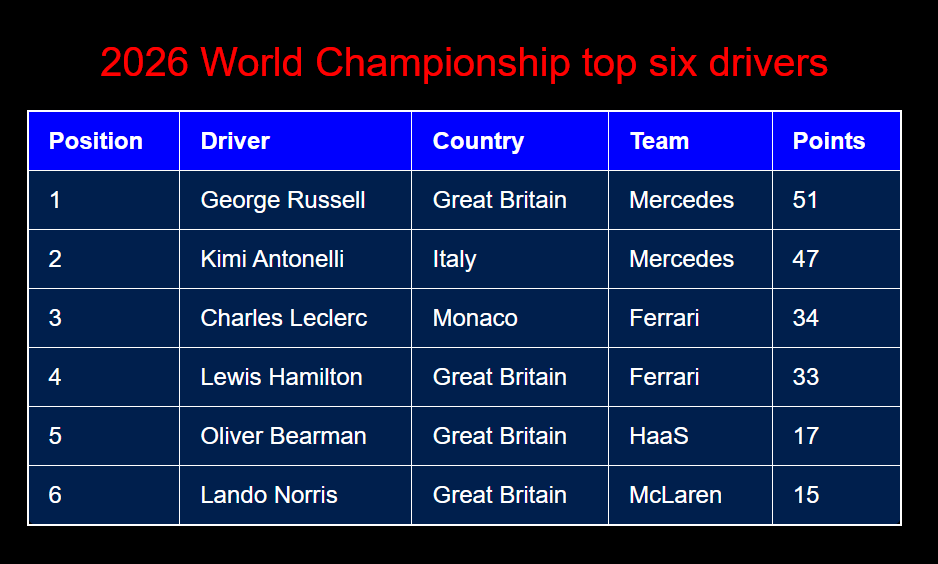 2026 World Championship top six drivers
Position Driver Country Team Points
1 George Russell Great Britain Mercedes 51
2 Kimi Antonelli Italy Mercedes 47
3 Charles Leclerc Monaco Ferrari 34
4 Lewis Hamilton Great Britain Ferrari 33
5 Oliver Bearman Great Britain HaaS 17
6 Lando Norris Great Britain McLaren 15